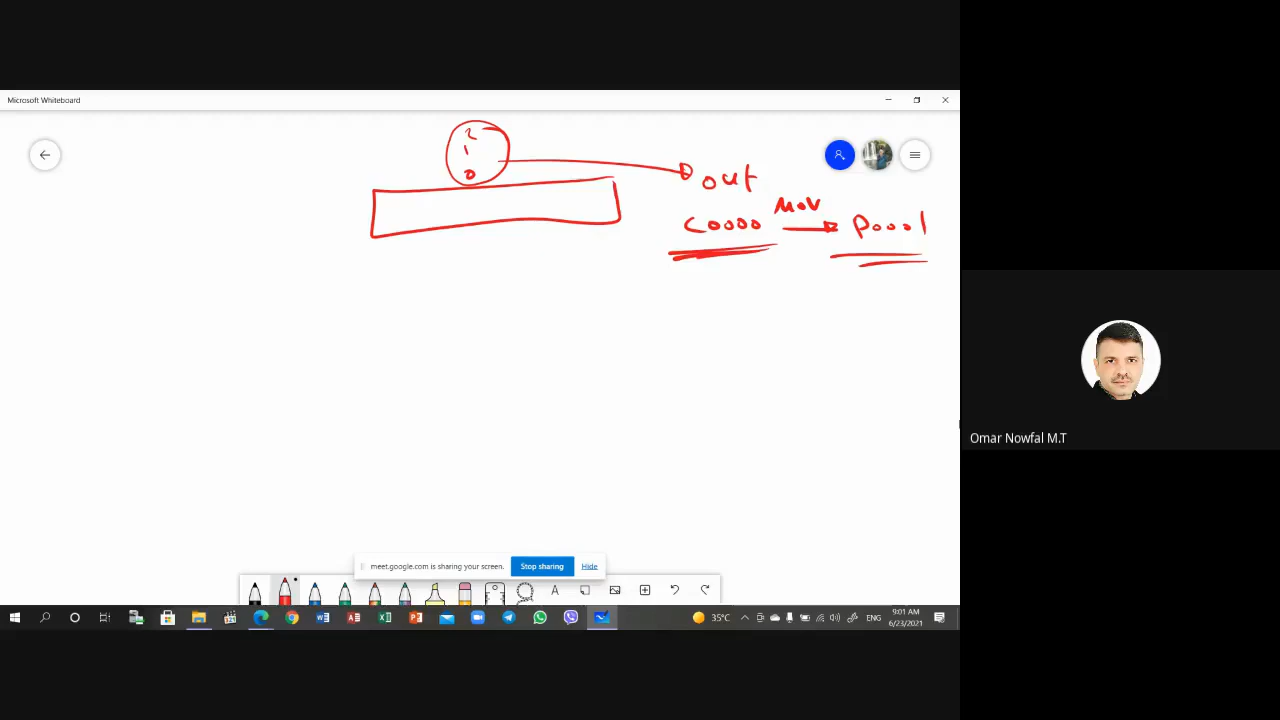 Microsoft Whiteboard
2
1
0
out
MOV
C0000
P0001
Omar Nowfal M.T
meet.google.com is sharing your screen.
Stop sharing
Hide
35°C
ENG
9:01 AM
6/23/2021